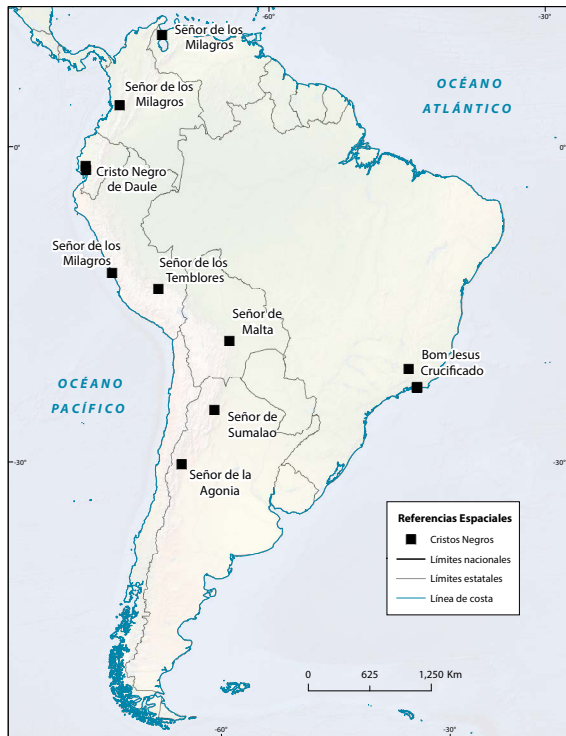 -60°
-30°
Señor de los
Milagros
OCÉANO
ATLÁNTICO
Señor de los
Milagros
0°
0°
Cristo Negro
de Daule
Señor de los
Milagros
Señor de los
Temblores
Señor de
Malta
Bom Jesus
Crucificado
OCÉANO
PACÍFICO
Señor de
Sumalao
-30°
-30°
Señor de la
Agonia
Referencias Espaciales
Cristos Negros
Límites nacionales
Límites estatales
Línea de costa
0 625 1,250 Km
-60°
-30°